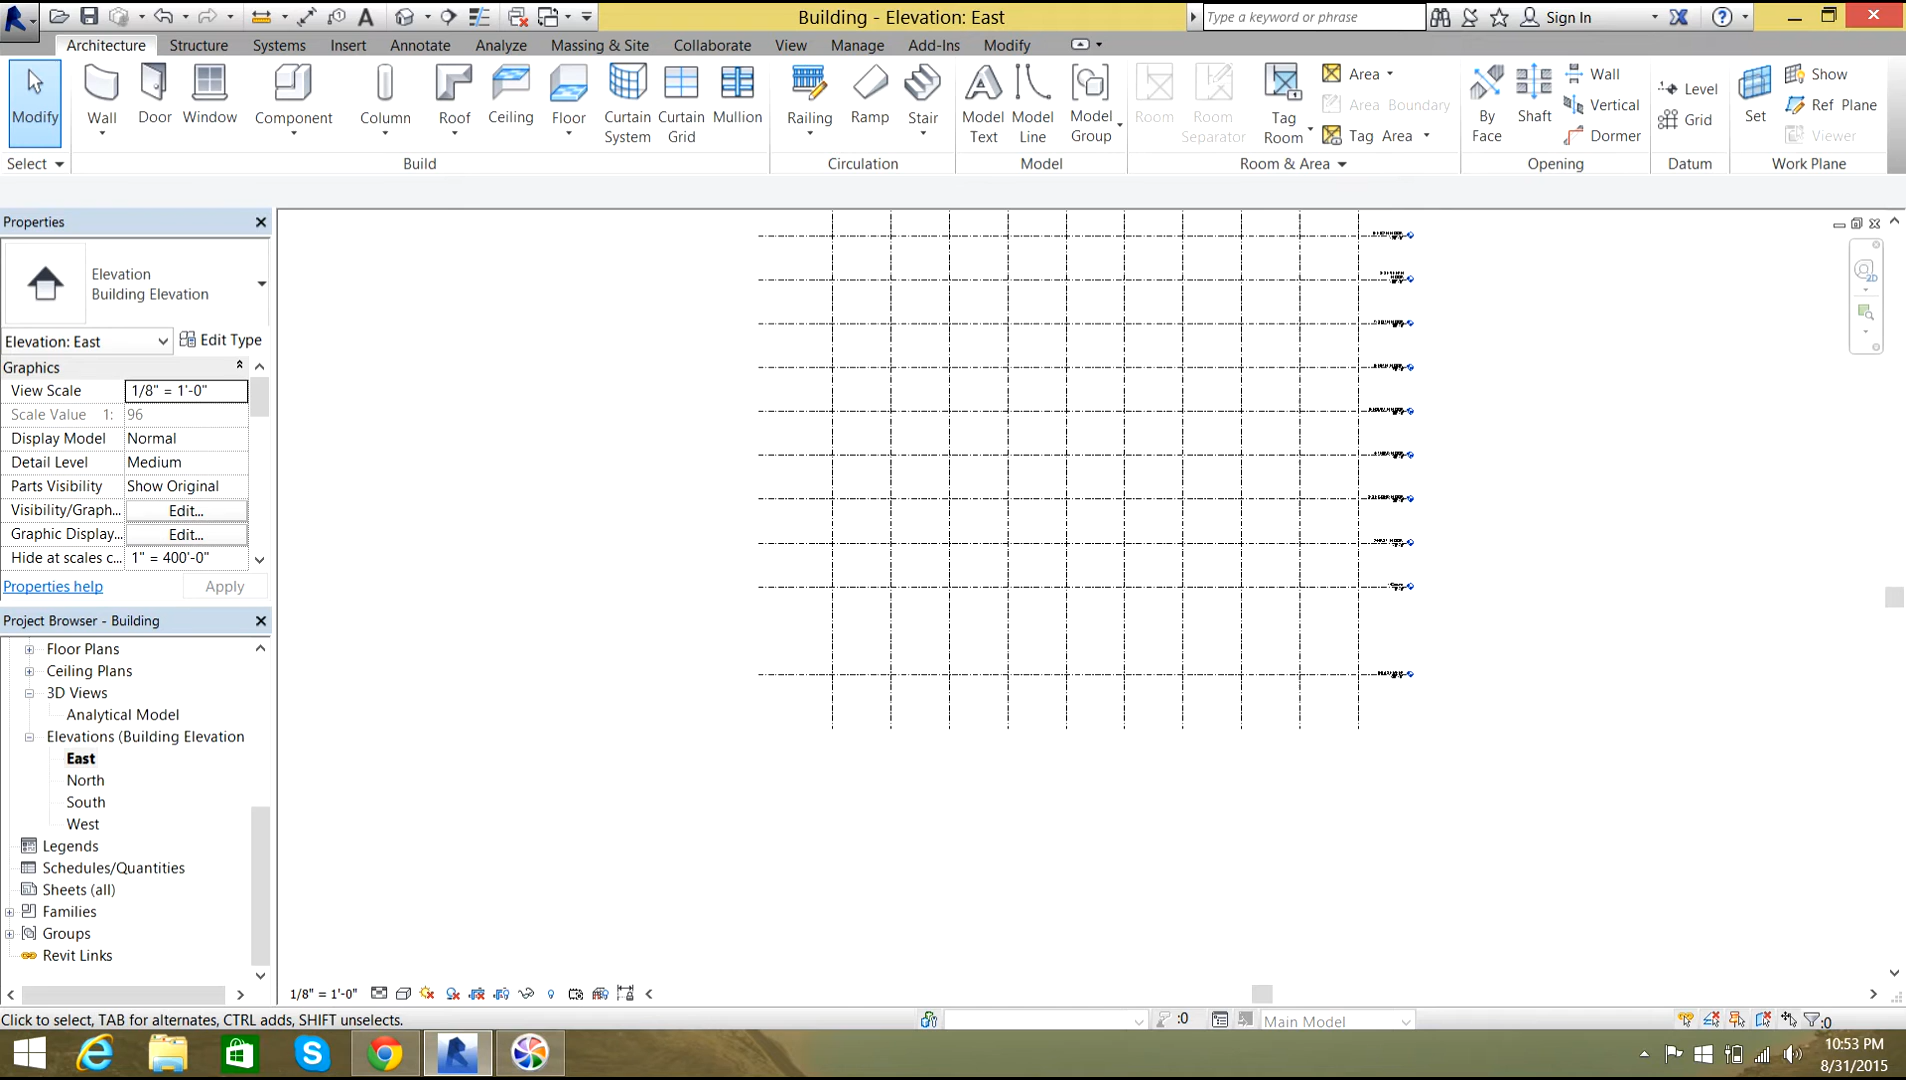 Building - Elevation: East
Type a keyword or phrase
Sign In
Architecture Structure Systems Insert Annotate Analyze Massing & Site Collaborate View Manage Add-Ins Modify
Modify
Wall
Door
Window
Component
Column
Roof
Ceiling
Floor
Curtain System
Curtain Grid
Mullion
Railing
Ramp
Stair
Model Text
Model Line
Model Group
Room
Room Separator
Tag Room
Area
Area Boundary
Tag Area
By Face
Shaft
Wall
Vertical
Dormer
Level
Grid
Set
Show
Ref Plane
Viewer
Select
Build
Circulation
Model
Room & Area
Opening
Datum
Work Plane
Properties
Elevation
Building Elevation
Elevation: East
Edit Type
Graphics
View Scale 1/8" = 1'-0"
Scale Value 1: 96
Display Model Normal
Detail Level Medium
Parts Visibility Show Original
Visibility/Graph... Edit...
Graphic Display... Edit...
Hide at scales c... 1" = 400'-0"
Properties help
Apply
Project Browser - Building
Floor Plans
Ceiling Plans
3D Views
Analytical Model
Elevations (Building Elevation
East
North
South
West
Legends
Schedules/Quantities
Sheets (all)
Families
Groups
Revit Links
2D
1/8" = 1'-0"
Click to select, TAB for alternates, CTRL adds, SHIFT unselects.
:0
Main Model
:0
10:53 PM
8/31/2015